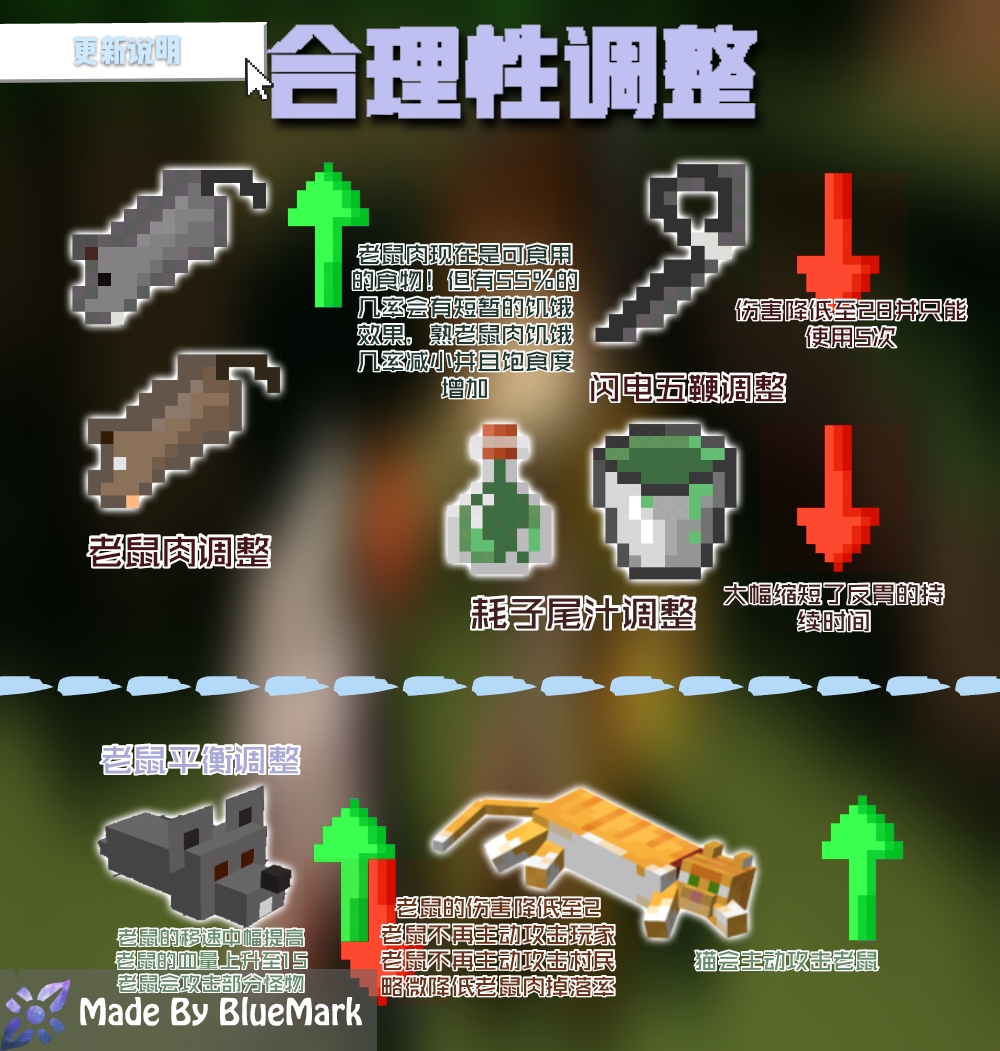 更新说明
合理性调整
老鼠肉现在是可食用
的食物！但有55%的
几率会有短暂的饥饿
效果，熟老鼠肉饥饿
几率减小并且饱食度
增加
伤害降低至28并只能
使用5次
闪电五鞭调整
老鼠肉调整
耗子尾汁调整
大幅缩短了反胃的持
续时间
老鼠平衡调整
老鼠的移速中幅提高
老鼠的血量上升至15
老鼠会攻击部分怪物
老鼠的伤害降低至2
老鼠不再主动攻击玩家
老鼠不再主动攻击村民
略微降低老鼠肉掉落率
猫会主动攻击老鼠
Made By BlueMark